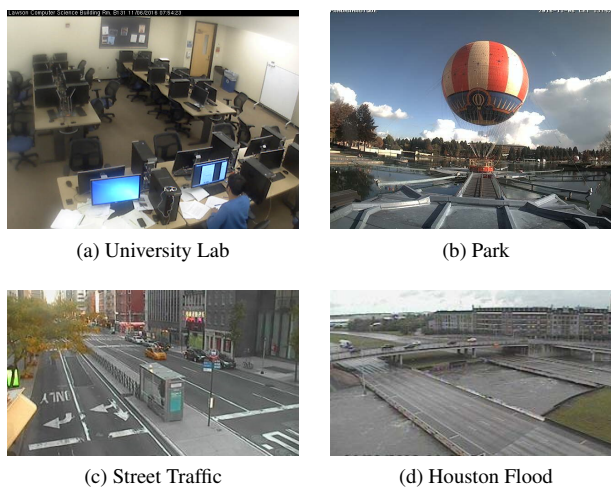 Lawson Computer Science Building Rm. B131 11/06/2016 07:54:23
(a) University Lab
(b) Park
ONLY
(c) Street Traffic
(d) Houston Flood